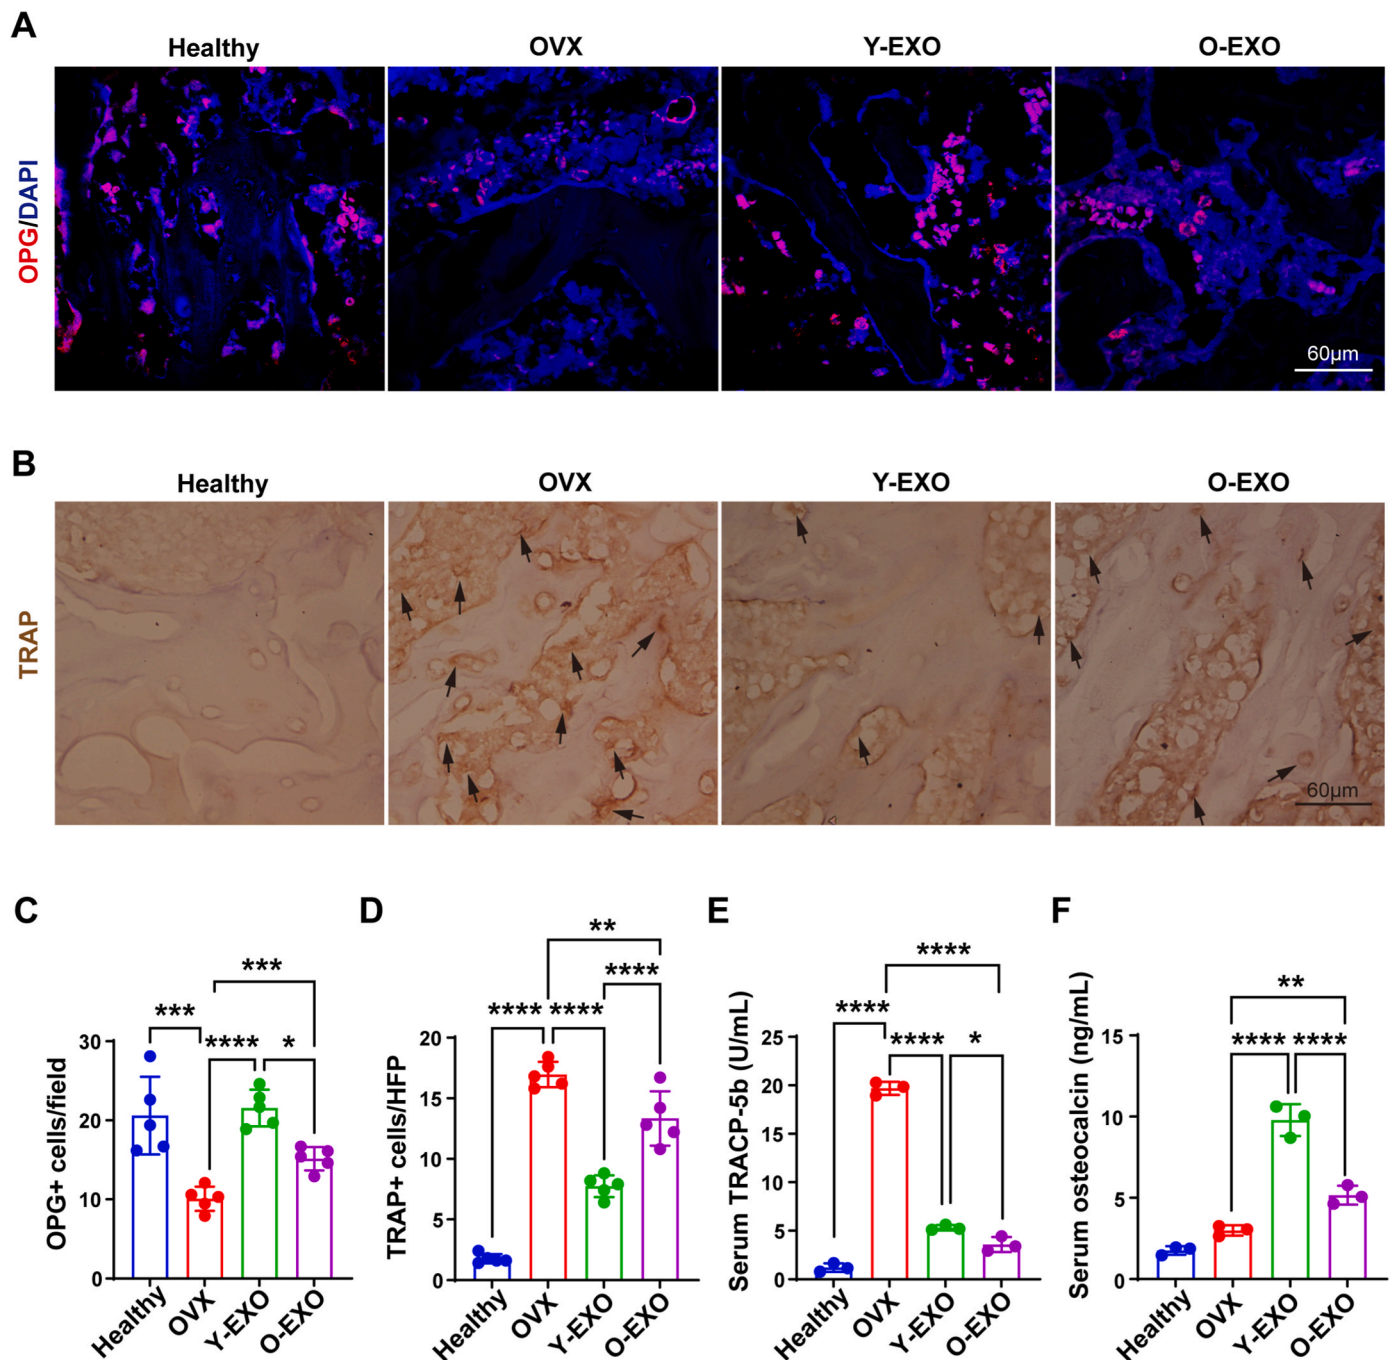 A
Healthy OVX Y-EXO O-EXO
OPG/DAPI
60µm
B
Healthy OVX Y-EXO O-EXO
TRAP
60µm
C
OPG+ cells/field
30
20
10
0
***
***
**** *
Healthy OVX Y-EXO O-EXO
D
TRAP+ cells/HFP
20
15
10
5
0
**
****
**** ****
Healthy OVX Y-EXO O-EXO
E
Serum TRACP-5b (U/mL)
25
20
15
10
5
0
****
****
**** *
Healthy OVX Y-EXO O-EXO
F
Serum osteocalcin (ng/mL)
15
10
5
0
**
**** ****
Healthy OVX Y-EXO O-EXO